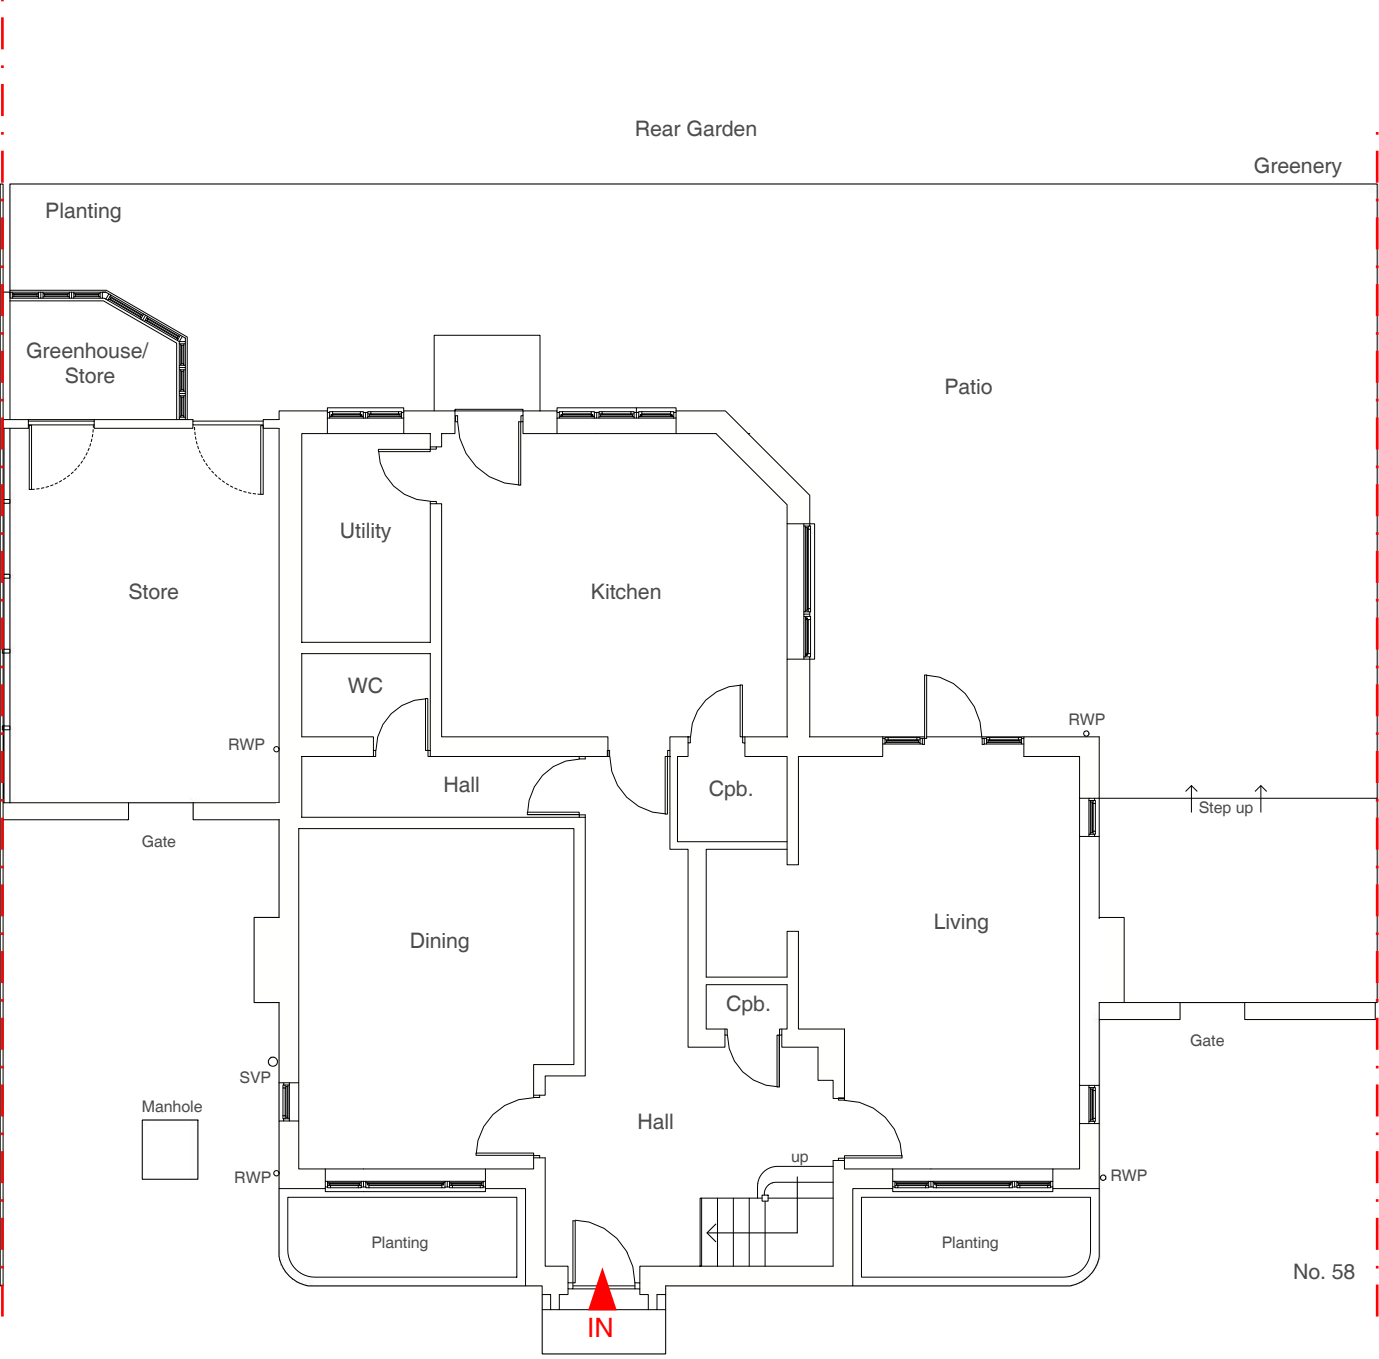 Rear Garden
Greenery
Planting
Greenhouse/
Store
Patio
Utility
Store
Kitchen
WC
RWP
RWP
Hall
Cpb.
Step up
Gate
Living
Dining
Cpb.
Gate
SVP
Manhole
Hall
up
RWP
RWP
Planting
Planting
No. 58
IN